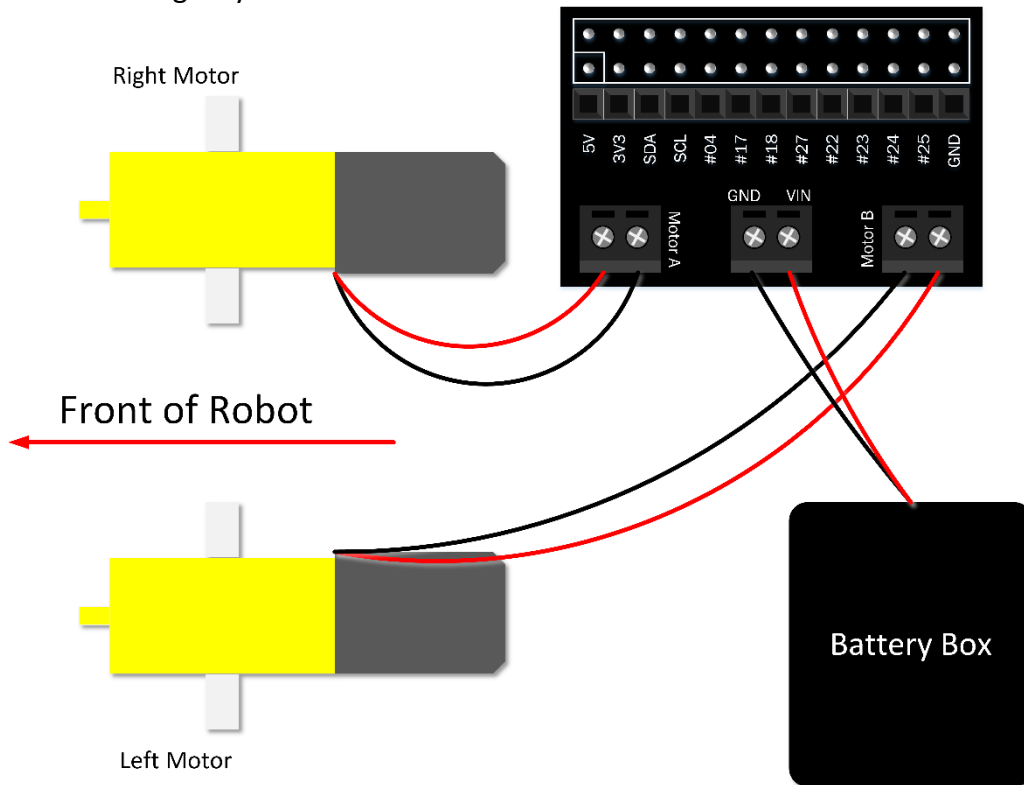 Right Motor
5V 3V3 SDA SCL #04 #17 #18 #27 #22 #23 #24 #25 GND
GND VIN
Motor A
Motor B
Front of Robot
Battery Box
Left Motor